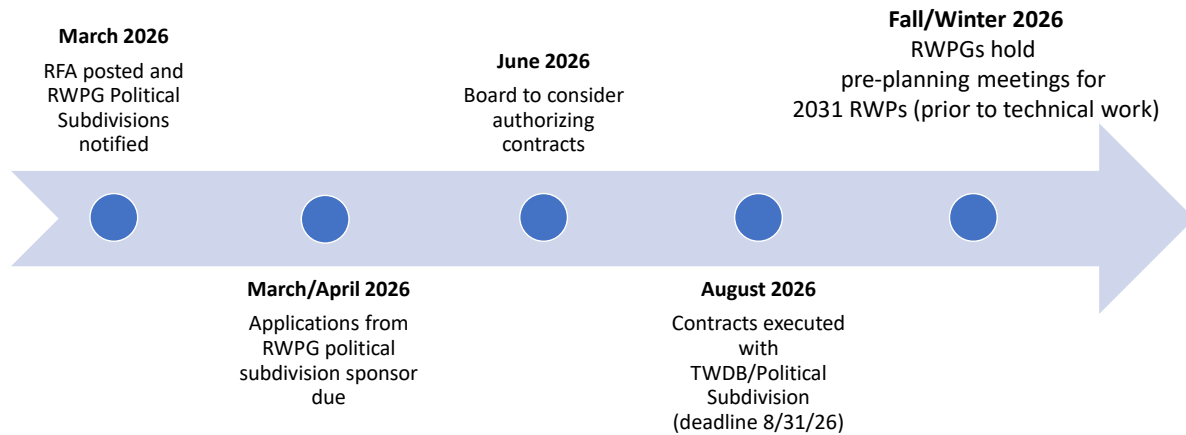 March 2026
RFA posted and
RWPG Political
Subdivisions
notified
March/April 2026
Applications from
RWPG political
subdivision sponsor
due
June 2026
Board to consider
authorizing
contracts
August 2026
Contracts executed
with
TWDB/Political
Subdivision
(deadline 8/31/26)
Fall/Winter 2026
RWPGs hold
pre-planning meetings for
2031 RWPs (prior to technical work)